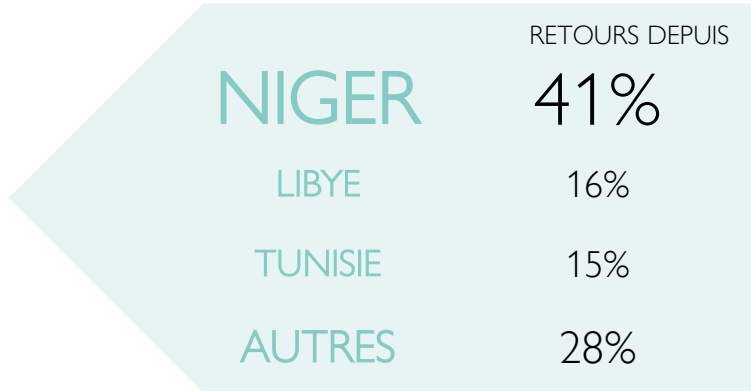 RETOURS DEPUIS
NIGER 41%
LIBYE 16%
TUNISIE 15%
AUTRES 28%